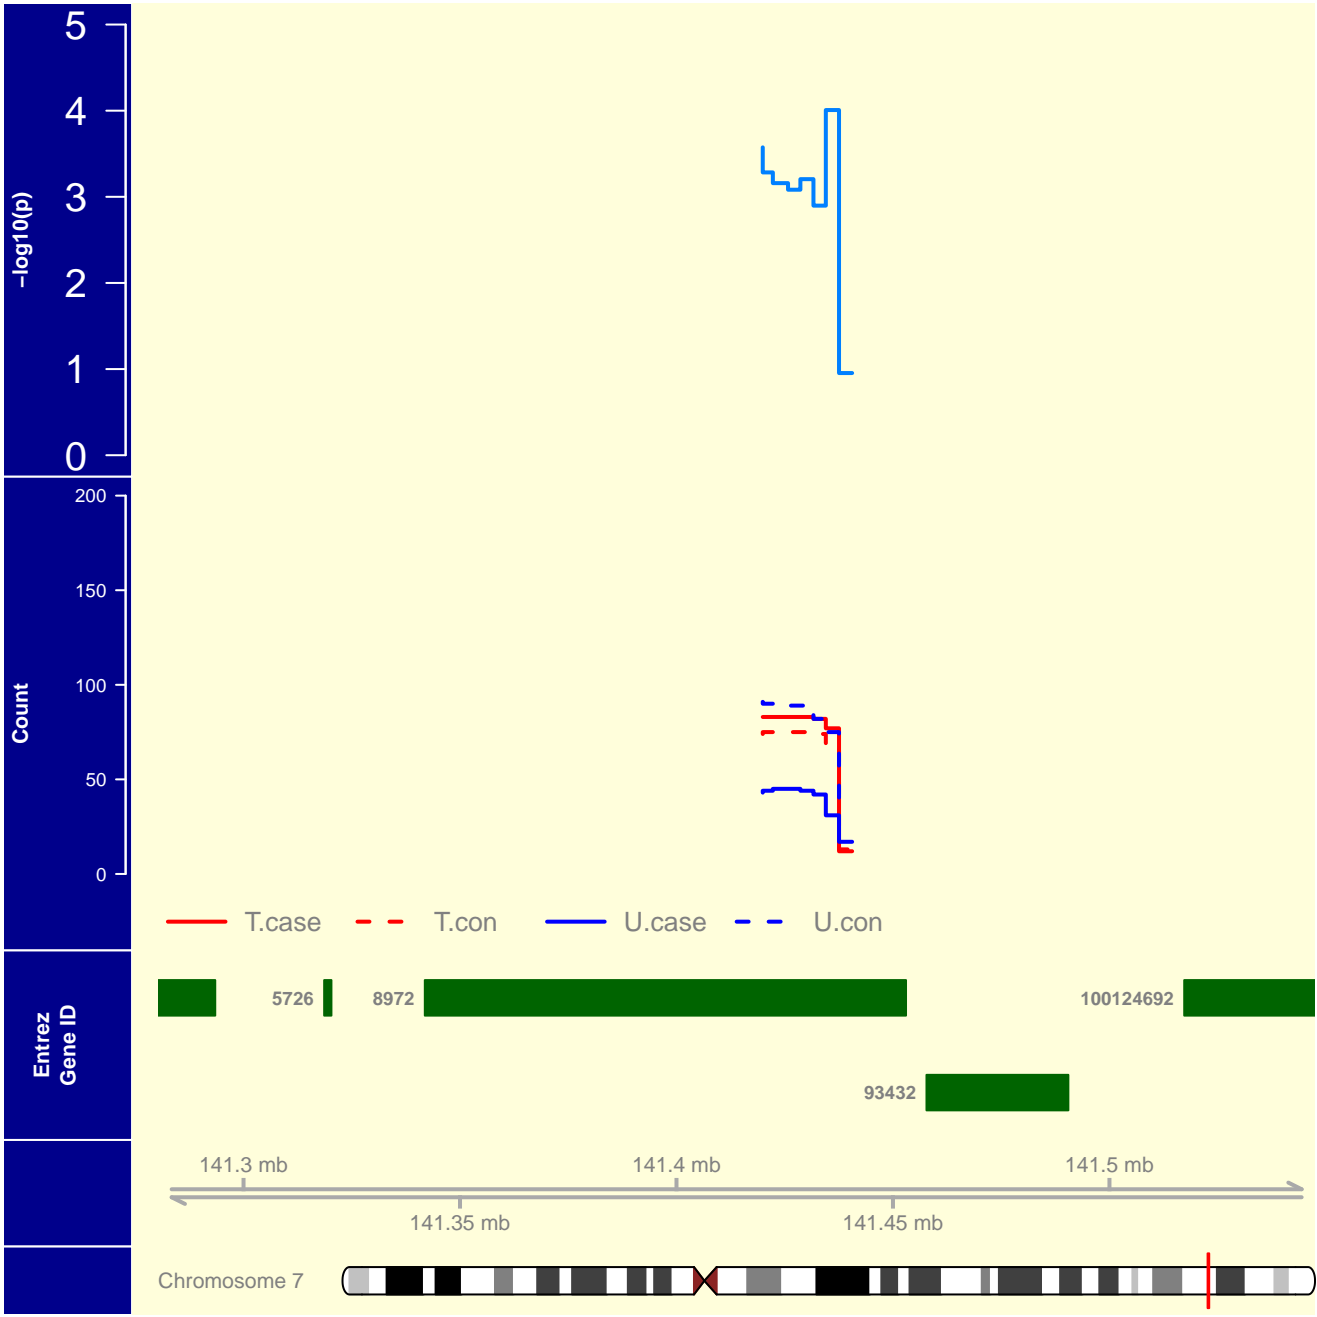 5
4
3
2
1
0
−log10(p)
200
150
100
50
0
Count
T.case T.con U.case U.con
Entrez
Gene ID
5726 8972 100124692
93432
141.3 mb 141.4 mb 141.5 mb
141.35 mb 141.45 mb
Chromosome 7